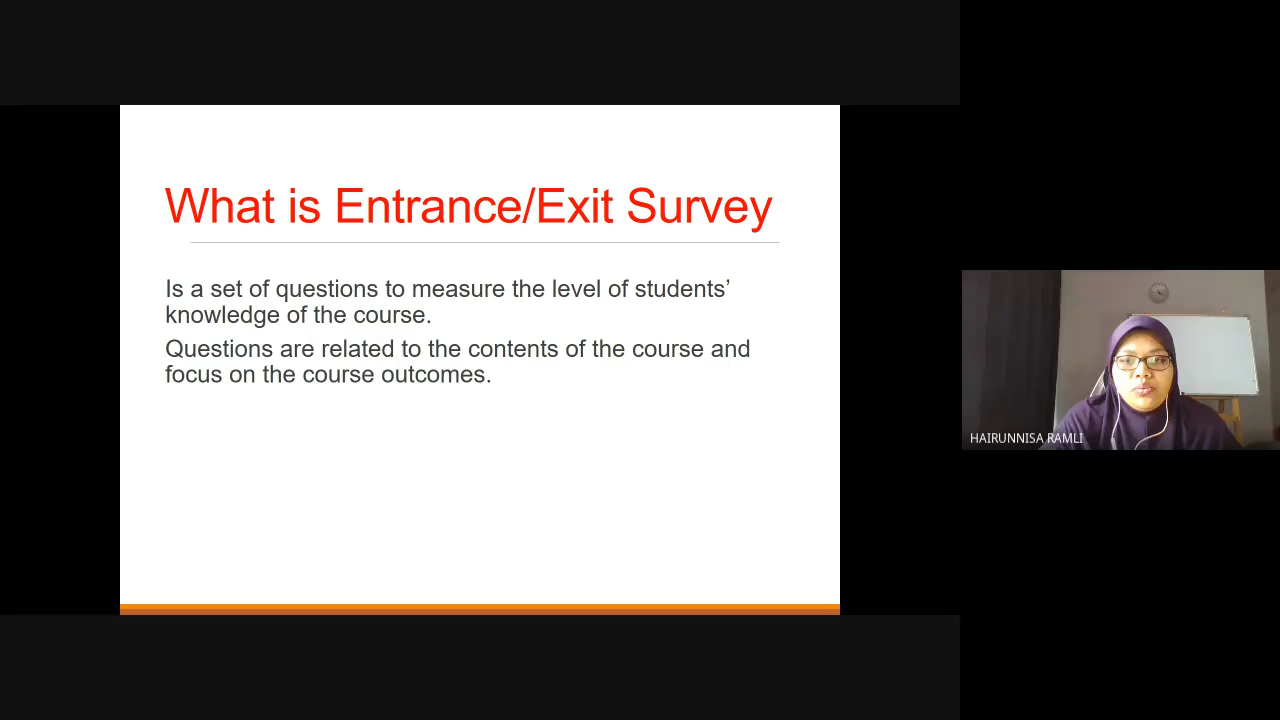 What is Entrance/Exit Survey
Is a set of questions to measure the level of students’
knowledge of the course.
Questions are related to the contents of the course and
focus on the course outcomes.
HAIRUNNISA RAMLI